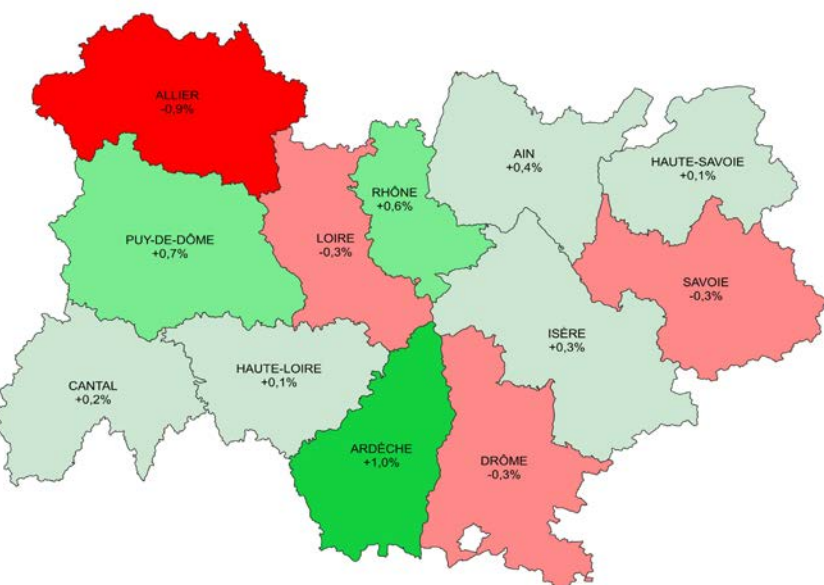 ALLIER
-0,9%
AIN
+0,4%
HAUTE-SAVOIE
+0,1%
RHÔNE
+0,6%
PUY-DE-DÔME
+0,7%
LOIRE
-0,3%
SAVOIE
-0,3%
ISÈRE
+0,3%
HAUTE-LOIRE
+0,1%
CANTAL
+0,2%
ARDÈCHE
+1,0%
DRÔME
-0,3%